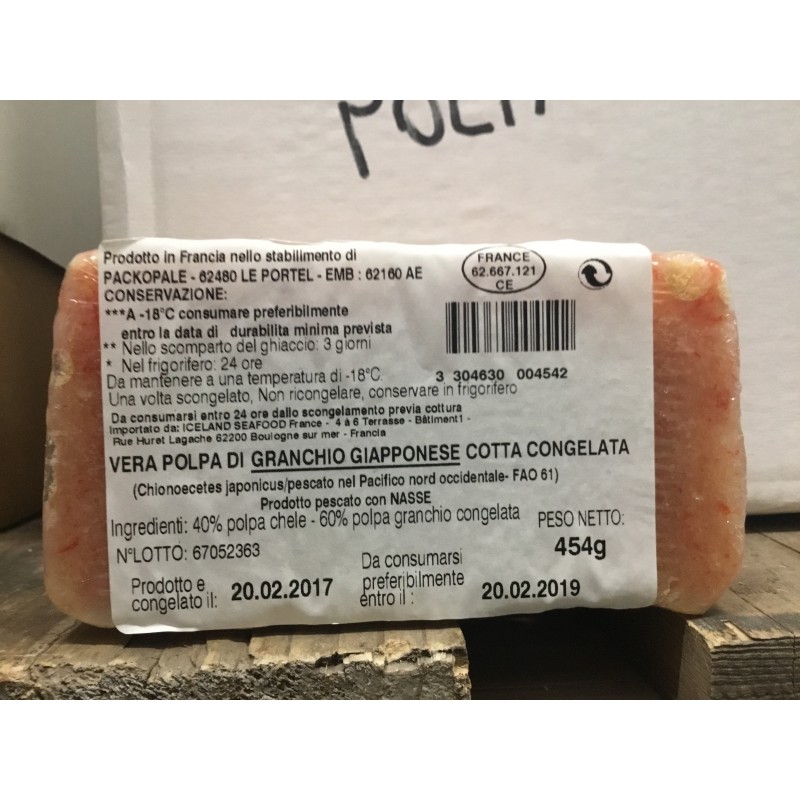 Prodotto in Francia nello stabilimento di
PACKOPALE - 62480 LE PORTEL - EMB : 62160 AE
CONSERVAZIONE:
***A -18°C consumare preferibilmente
entro la data di durabilita minima prevista
** Nello scomparto del ghiaccio: 3 giorni
* Nel frigorifero: 24 ore
Da mantenere a una temperatura di -18°C.
Una volta scongelato, Non ricongelare, conservare in frigorifero
Da consumarsi entro 24 ore dallo scongelamento previa cottura
Importato da: ICELAND SEAFOOD France - 4 à 6 Terrasse - Bâtiment1 -
Rue Huret Lagache 62200 Boulogne sur mer - Francia
FRANCE
62.667.121
CE
3 304630 004542
VERA POLPA DI GRANCHIO GIAPPONESE COTTA CONGELATA
(Chionoecetes japonicus/pescato nel Pacifico nord occidentale- FAO 61)
Prodotto pescato con NASSE
Ingredienti: 40% polpa chele - 60% polpa granchio congelata
PESO NETTO:
454g
N°LOTTO: 67052363
Prodotto e
congelato il: 20.02.2017
Da consumarsi
preferibilmente
entro il : 20.02.2019